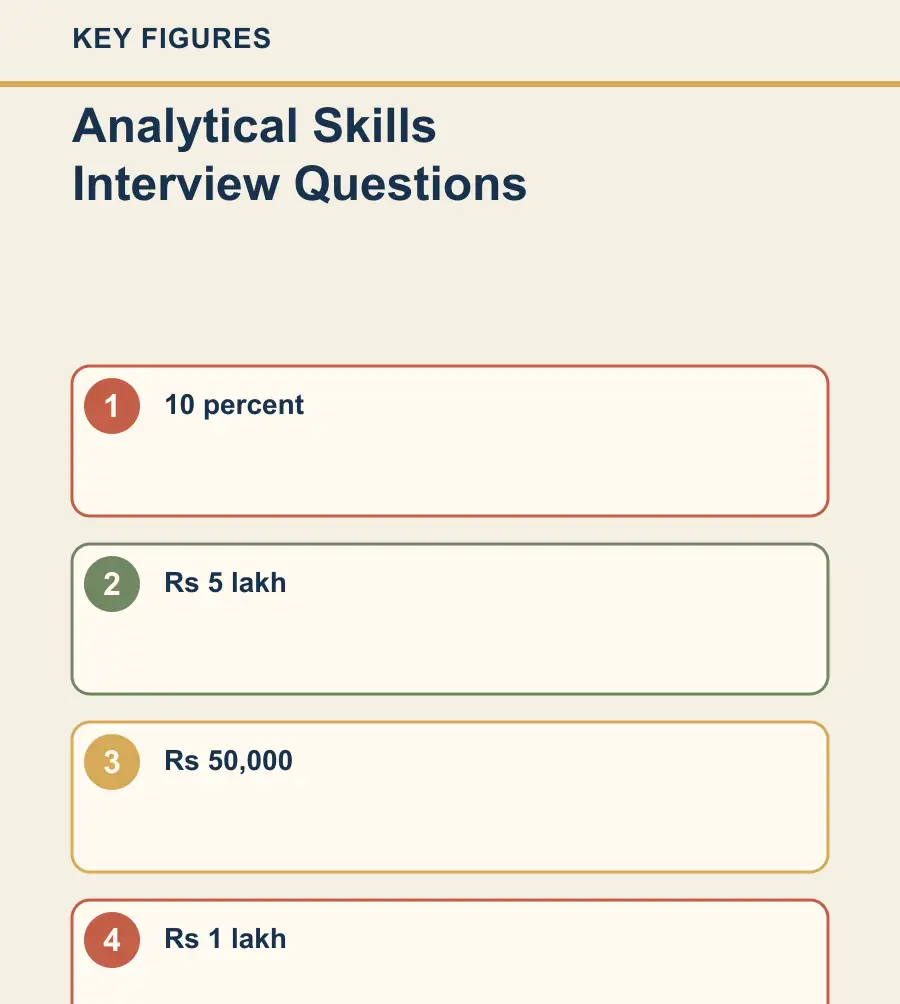 KEY FIGURES
Analytical Skills
Interview Questions
1 10 percent
2 Rs 5 lakh
3 Rs 50,000
4 Rs 1 lakh